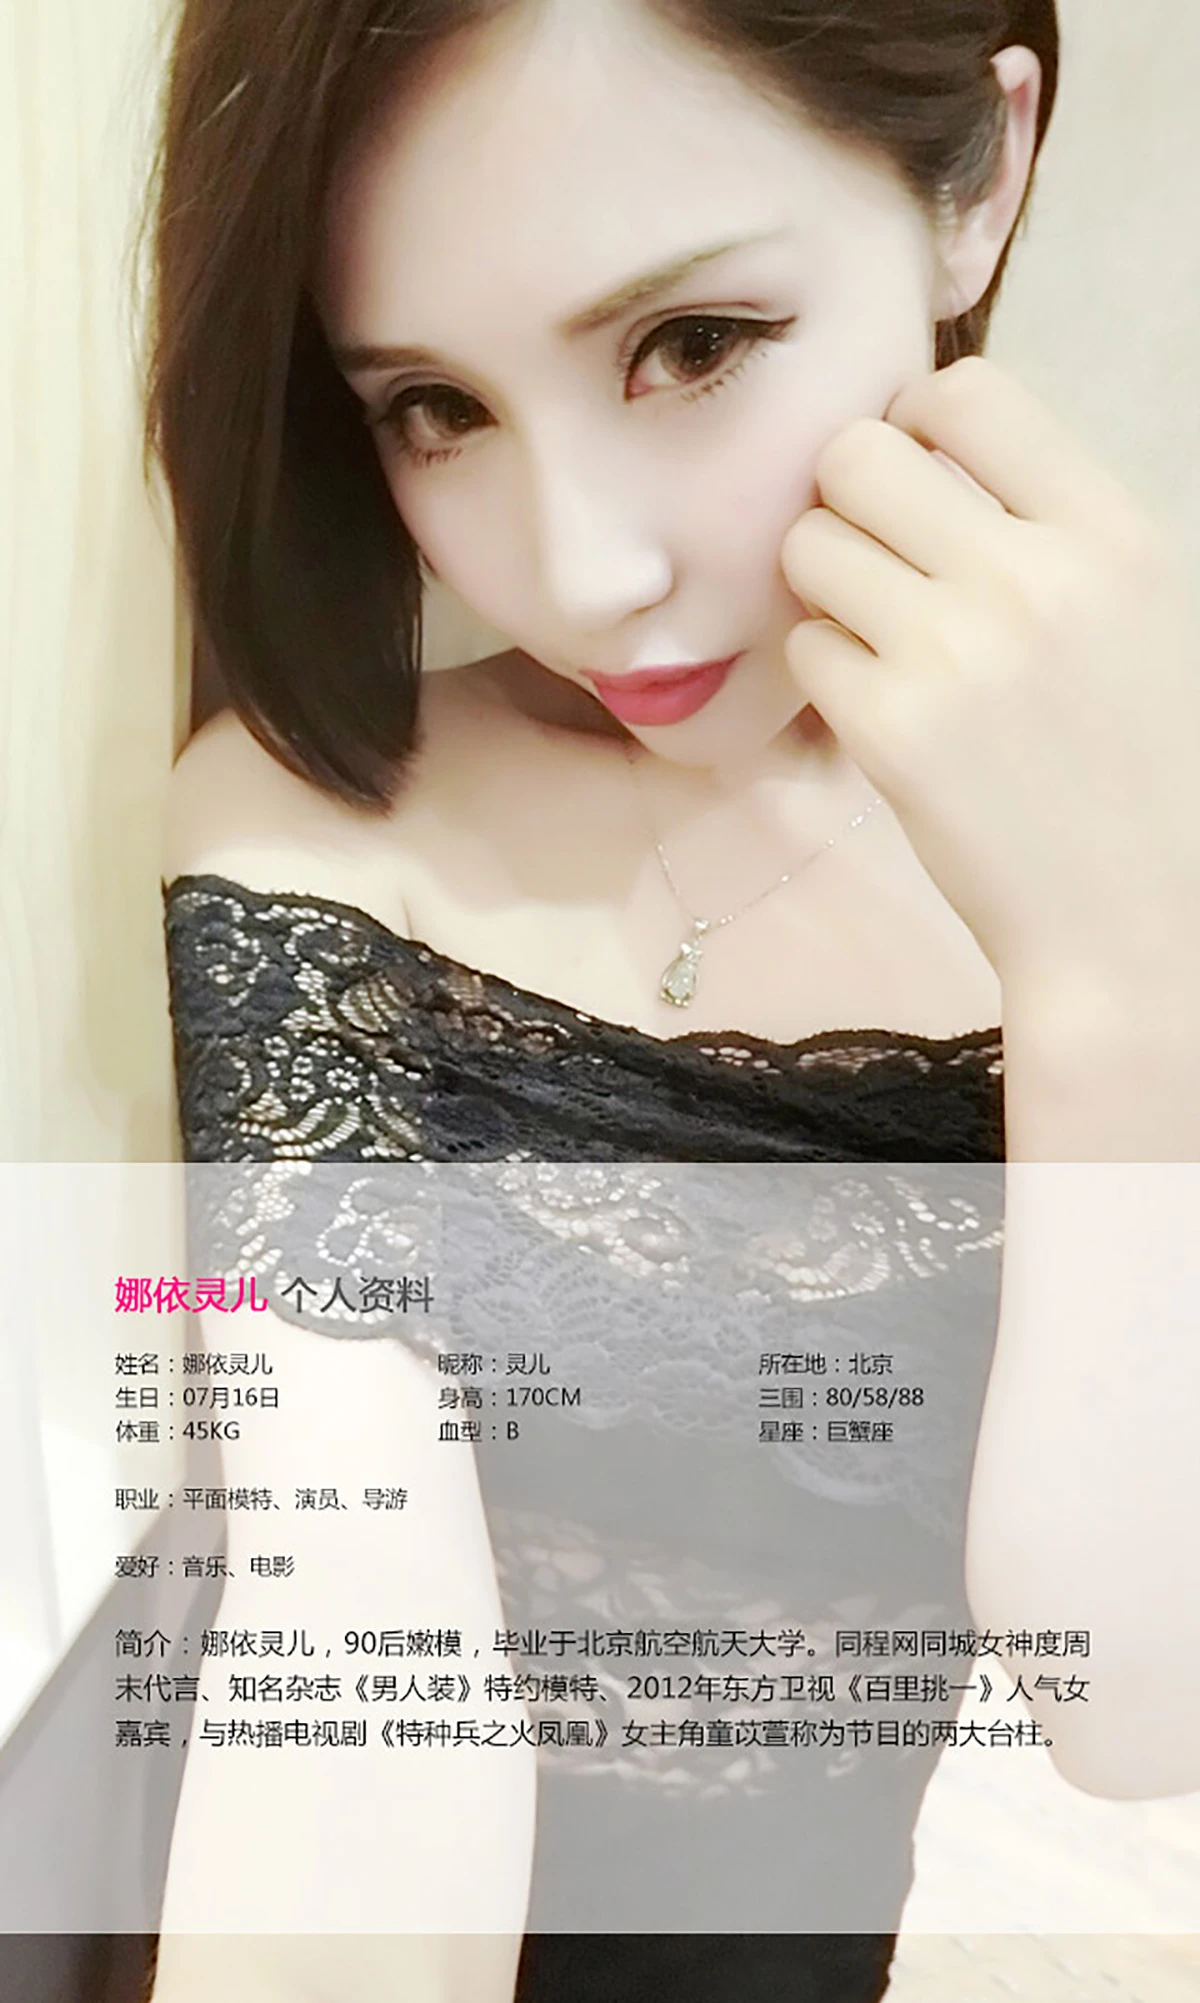 娜依灵儿 个人资料
姓名：娜依灵儿 昵称：灵儿 所在地：北京
生日：07月16日 身高：170CM 三围：80/58/88
体重：45KG 血型：B 星座：巨蟹座
职业：平面模特、演员、导游
爱好：音乐、电影
简介：娜依灵儿，90后嫩模，毕业于北京航空航天大学。同程网同城女神度周
末代言、知名杂志《男人装》特约模特、2012年东方卫视《百里挑一》人气女
嘉宾，与热播电视剧《特种兵之火凤凰》女主角童苡萱称为节目的两大台柱。